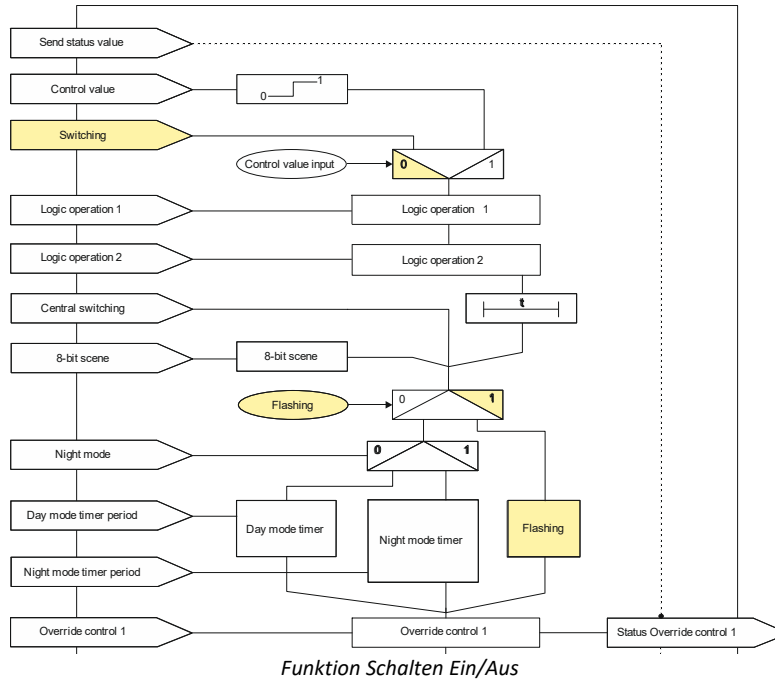 Send status value
Control value
0
1
Switching
Control value input
0
1
Logic operation 1
Logic operation 1
Logic operation 2
Logic operation 2
Central switching
t
8-bit scene
8-bit scene
Flashing
0
1
Night mode
0
1
Day mode timer period
Day mode timer
Night mode timer
Flashing
Night mode timer period
Override control 1
Override control 1
Status Override control 1
Funktion Schalten Ein/Aus